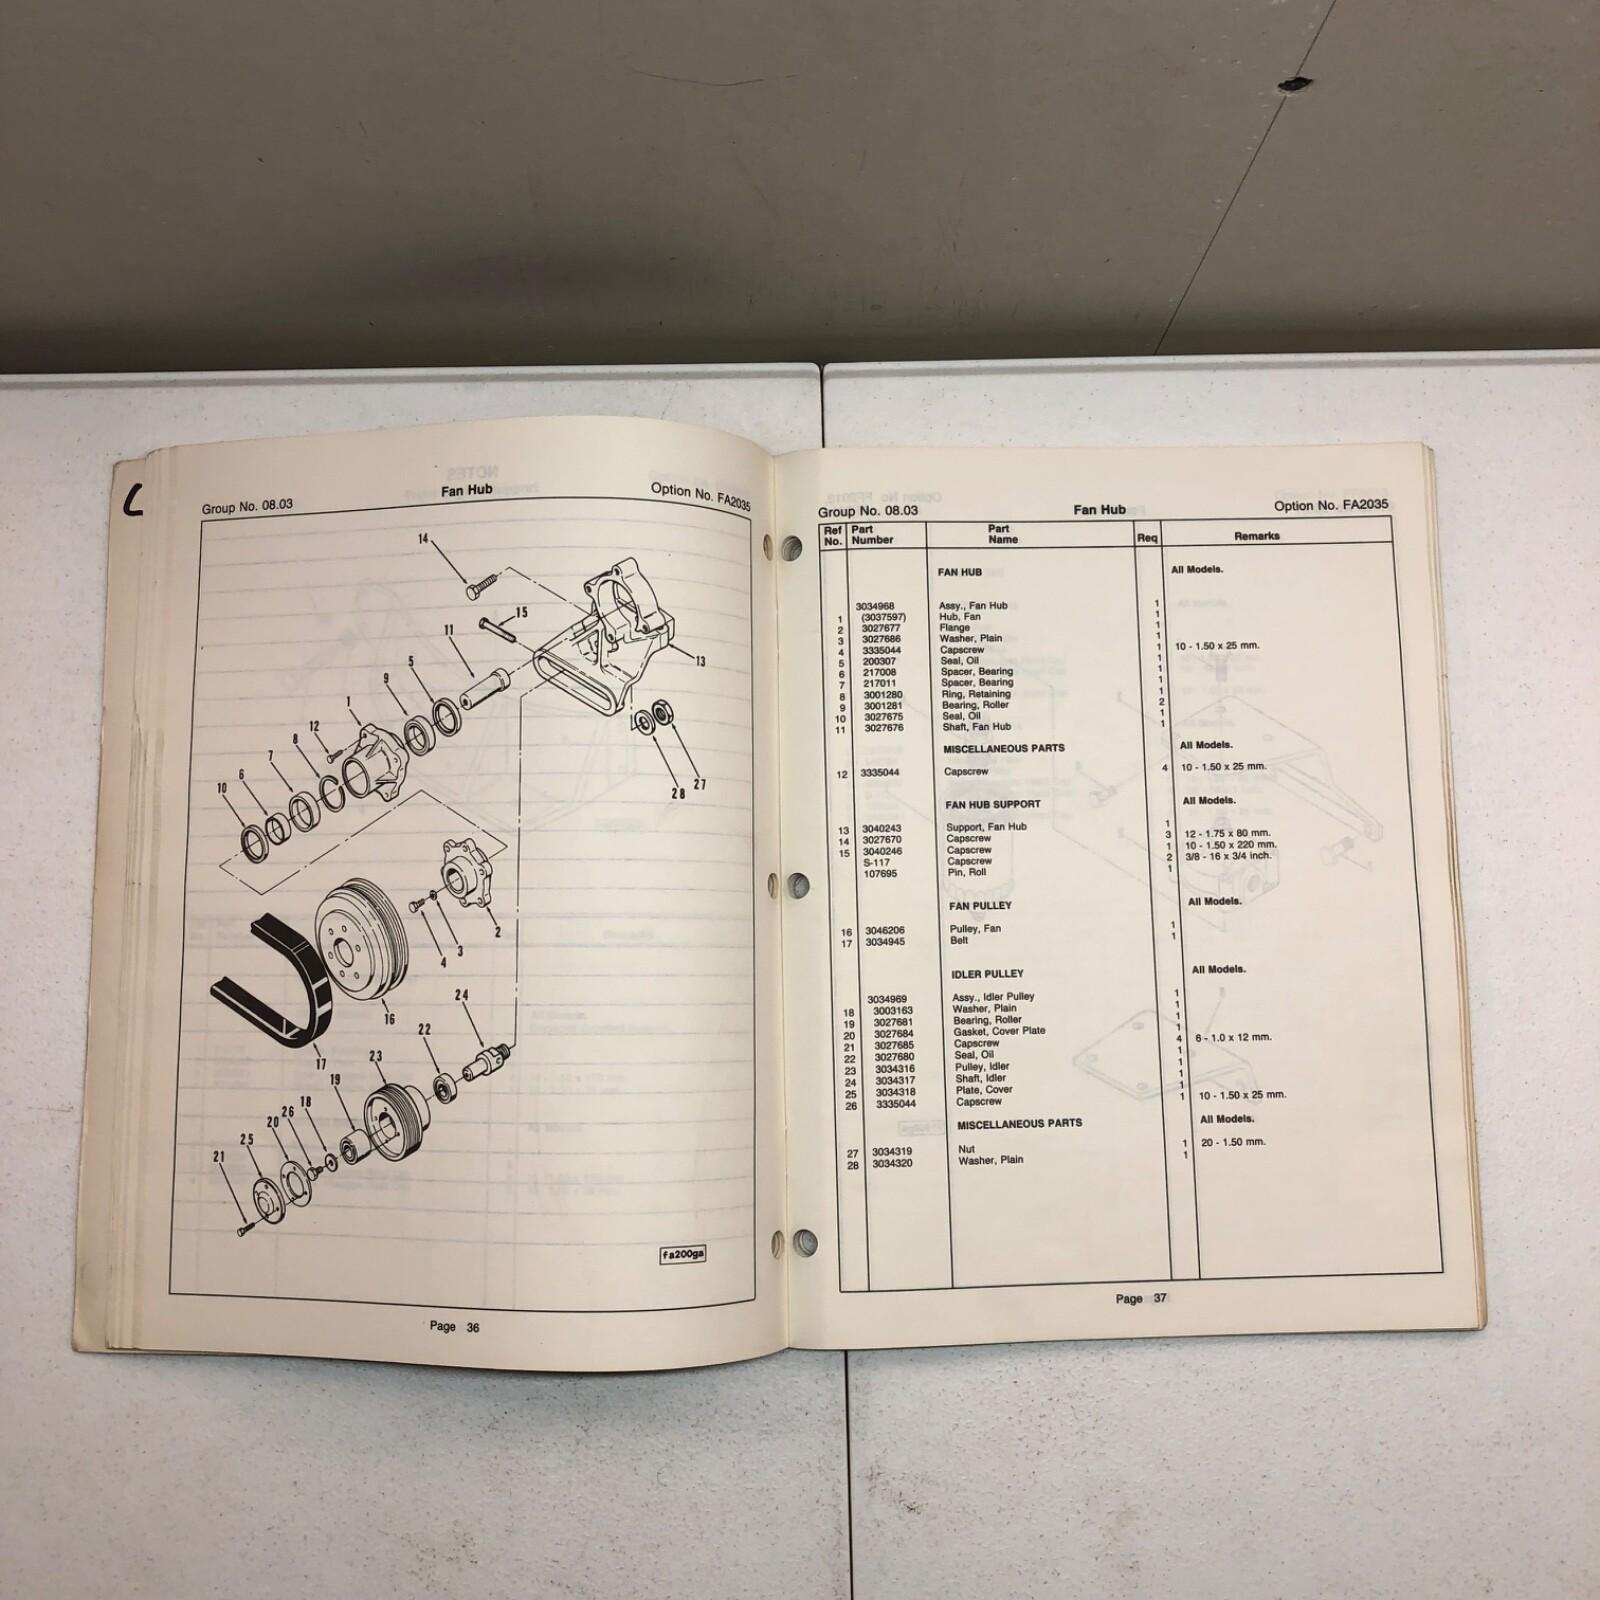 C
Group No. 08.03 Fan Hub Option No. FA2035
14
15
11
13
5
9
1
12
8
7
6
10
28 27
2
3
4
16
17
24
22
23
19
18
26
20
25
21
fa200ga
Page 36
Group No. 08.03 Fan Hub Option No. FA2035
Ref No. Part Number Part Name Req Remarks
FAN HUB All Models.
3034968 Assy., Fan Hub 1
1 (3037597) Hub, Fan 1
2 3027677 Flange 1
3 3027686 Washer, Plain 1
4 3335044 Capscrew 1 10 - 1.50 x 25 mm.
5 200307 Seal, Oil 1
6 217008 Spacer, Bearing 1
7 217011 Spacer, Bearing 1
8 3001280 Ring, Retaining 1
9 3001281 Bearing, Roller 2
10 3027675 Seal, Oil 1
11 3027676 Shaft, Fan Hub 1
MISCELLANEOUS PARTS All Models.
12 3335044 Capscrew 4 10 - 1.50 x 25 mm.
FAN HUB SUPPORT All Models.
13 3040243 Support, Fan Hub 1
14 3027670 Capscrew 3 12 - 1.75 x 80 mm.
15 3040246 Capscrew 1 10 - 1.50 x 220 mm.
S-117 Capscrew 2 3/8 - 16 x 3/4 inch.
107695 Pin, Roll 1
FAN PULLEY All Models.
16 3046206 Pulley, Fan 1
17 3034945 Belt 1
IDLER PULLEY All Models.
3034969 Assy., Idler Pulley 1
18 3003163 Washer, Plain 1
19 3027681 Bearing, Roller 1
20 3027684 Gasket, Cover Plate 1
21 3027685 Capscrew 4 6 - 1.0 x 12 mm.
22 3027680 Seal, Oil 1
23 3034316 Pulley, Idler 1
24 3034317 Shaft, Idler 1
25 3034318 Plate, Cover 1
26 3335044 Capscrew 1 10 - 1.50 x 25 mm.
MISCELLANEOUS PARTS All Models.
27 3034319 Nut 1 20 - 1.50 mm.
28 3034320 Washer, Plain 1
Page 37